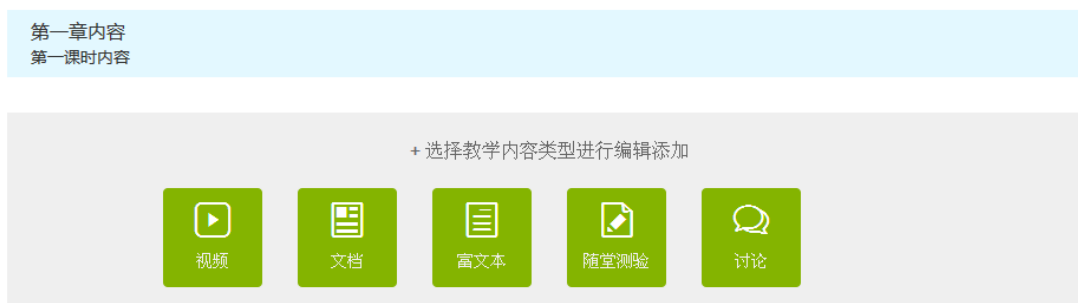 第一章内容
第一课时内容
+ 选择教学内容类型进行编辑添加
视频
文档
富文本
随堂测验
讨论